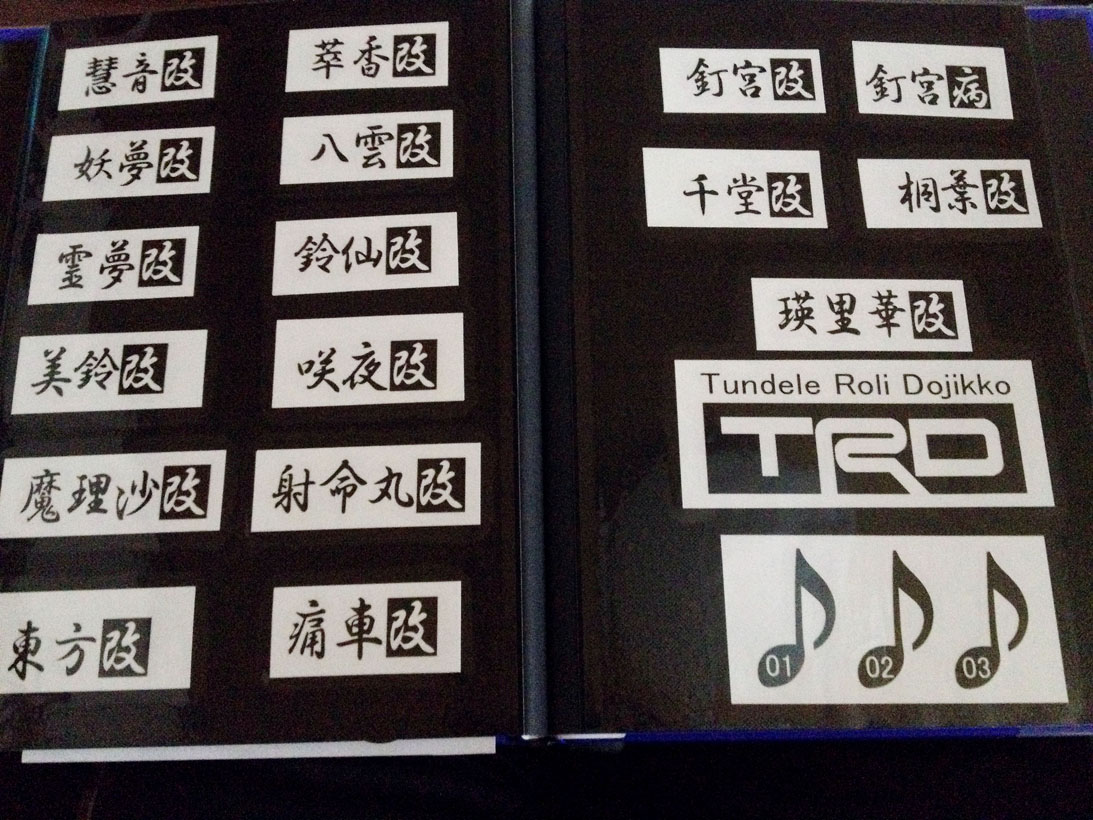 慧音改
萃香改
妖夢改
八雲改
霊夢改
鈴仙改
美鈴改
咲夜改
魔理沙改
射命丸改
東方改
痛車改
釘宮改
釘宮病
千堂改
桐葉改
瑛里華改
Tundele Roli Dojikko
TRD
01
02
03